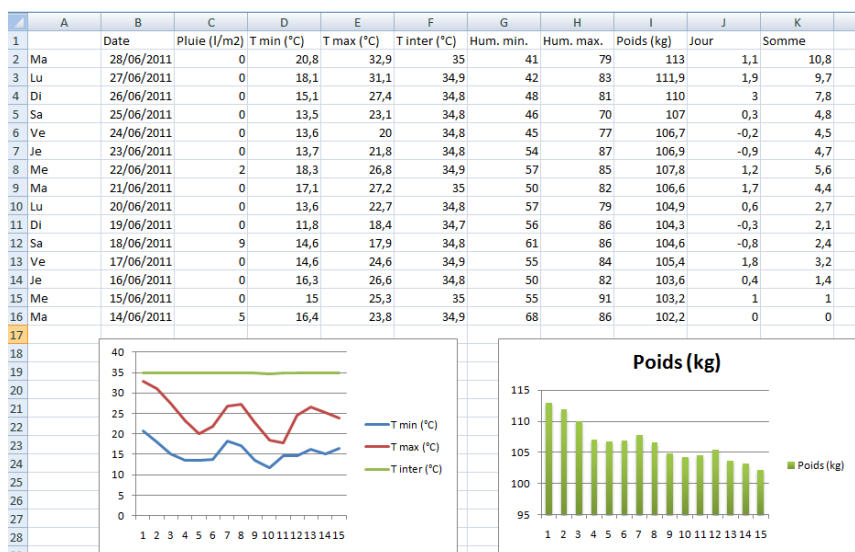 A B C D E F G H I J K
1 Date Pluie (l/m2) T min (°C) T max (°C) T inter (°C) Hum. min. Hum. max. Poids (kg) Jour Somme
2 Ma 28/06/2011 0 20,8 32,9 35 41 79 113 1,1 10,8
3 Lu 27/06/2011 0 18,1 31,1 34,9 42 83 111,9 1,9 9,7
4 Di 26/06/2011 0 15,1 27,4 34,8 48 81 110 3 7,8
5 Sa 25/06/2011 0 13,5 23,1 34,8 46 70 107 0,3 4,8
6 Ve 24/06/2011 0 13,6 20 34,8 45 77 106,7 -0,2 4,5
7 Je 23/06/2011 0 13,7 21,8 34,8 54 87 106,9 -0,9 4,7
8 Me 22/06/2011 2 18,3 26,8 34,9 57 85 107,8 1,2 5,6
9 Ma 21/06/2011 0 17,1 27,2 35 50 82 106,6 1,7 4,4
10 Lu 20/06/2011 0 13,6 22,7 34,8 57 79 104,9 0,6 2,7
11 Di 19/06/2011 0 11,8 18,4 34,7 56 86 104,3 -0,3 2,1
12 Sa 18/06/2011 9 14,6 17,9 34,8 61 86 104,6 -0,8 2,4
13 Ve 17/06/2011 0 14,6 24,6 34,9 55 84 105,4 1,8 3,2
14 Je 16/06/2011 0 16,3 26,6 34,8 50 82 103,6 0,4 1,4
15 Me 15/06/2011 0 15 25,3 35 55 91 103,2 1 1
16 Ma 14/06/2011 5 16,4 23,8 34,9 68 86 102,2 0 0
17
18
19
20
21
22
23
24
25
26
27
28
40
35
30
25
20
15
10
5
0
1 2 3 4 5 6 7 8 9 10 11 12 13 14 15
T min (°C)
T max (°C)
T inter (°C)
Poids (kg)
115
110
105
100
95
1 2 3 4 5 6 7 8 9 10 11 12 13 14 15
Poids (kg)